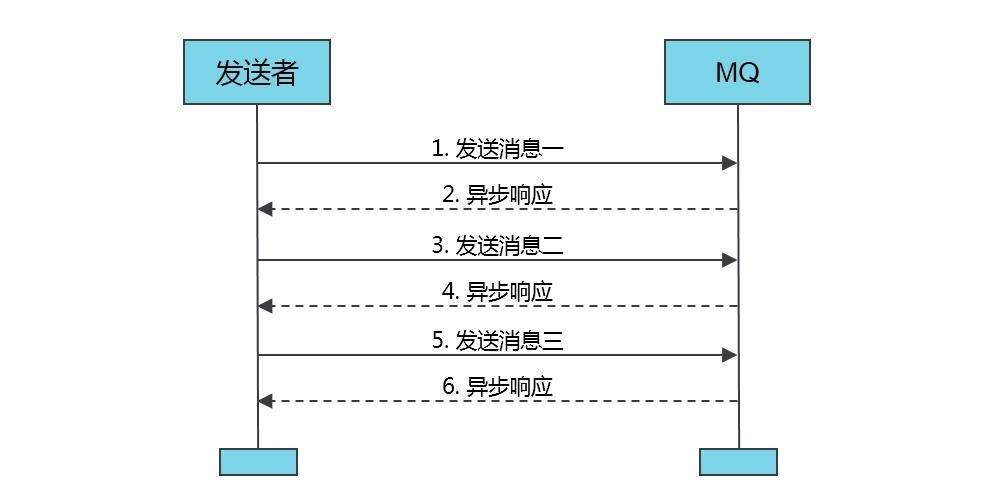 发送者
MQ
1. 发送消息一
2. 异步响应
3. 发送消息二
4. 异步响应
5. 发送消息三
6. 异步响应